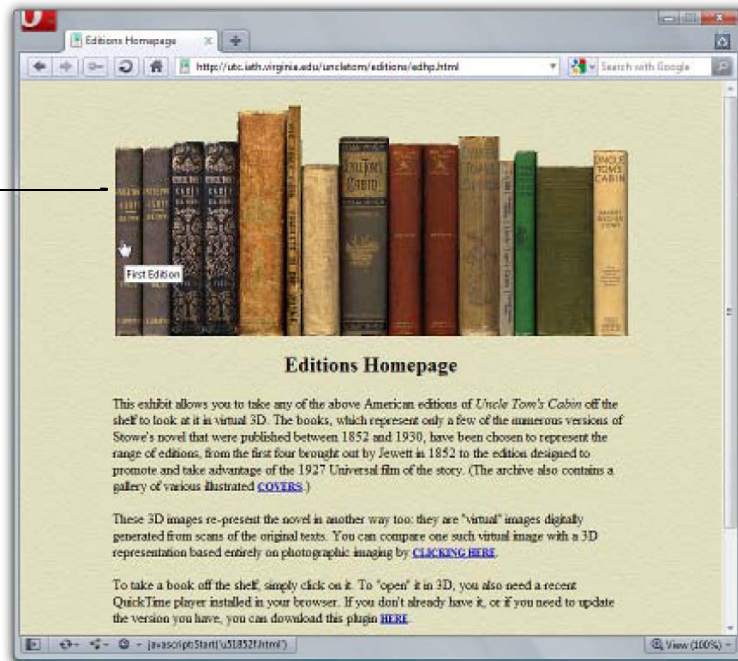 Editions Homepage
http://utc.iath.virginia.edu/uncletom/editions/edhp.html
Search with Google
UNCLE TOM'S CABIN
UNCLE
TOM'S
CABIN
First Edition
Editions Homepage
This exhibit allows you to take any of the above American editions of Uncle Tom's Cabin off the
shelf to look at it in virtual 3D. The books, which represent only a few of the numerous versions of
Stowe's novel that were published between 1852 and 1930, have been chosen to represent the
range of editions, from the first four brought out by Jewett in 1852 to the edition designed to
promote and take advantage of the 1927 Universal film of the story. (The archive also contains a
gallery of various illustrated COVERS.)
These 3D images re-present the novel in another way too: they are "virtual" images digitally
generated from scans of the original texts. You can compare one such virtual image with a 3D
representation based entirely on photographic imaging by CLICKING HERE.
To take a book off the shelf, simply click on it. To "open" it in 3D, you also need a recent
QuickTime player installed in your browser. If you don't already have it, or if you need to update
the version you have, you can download this plugin HERE.
javascript:Start('u51852f.html')
View (100%)